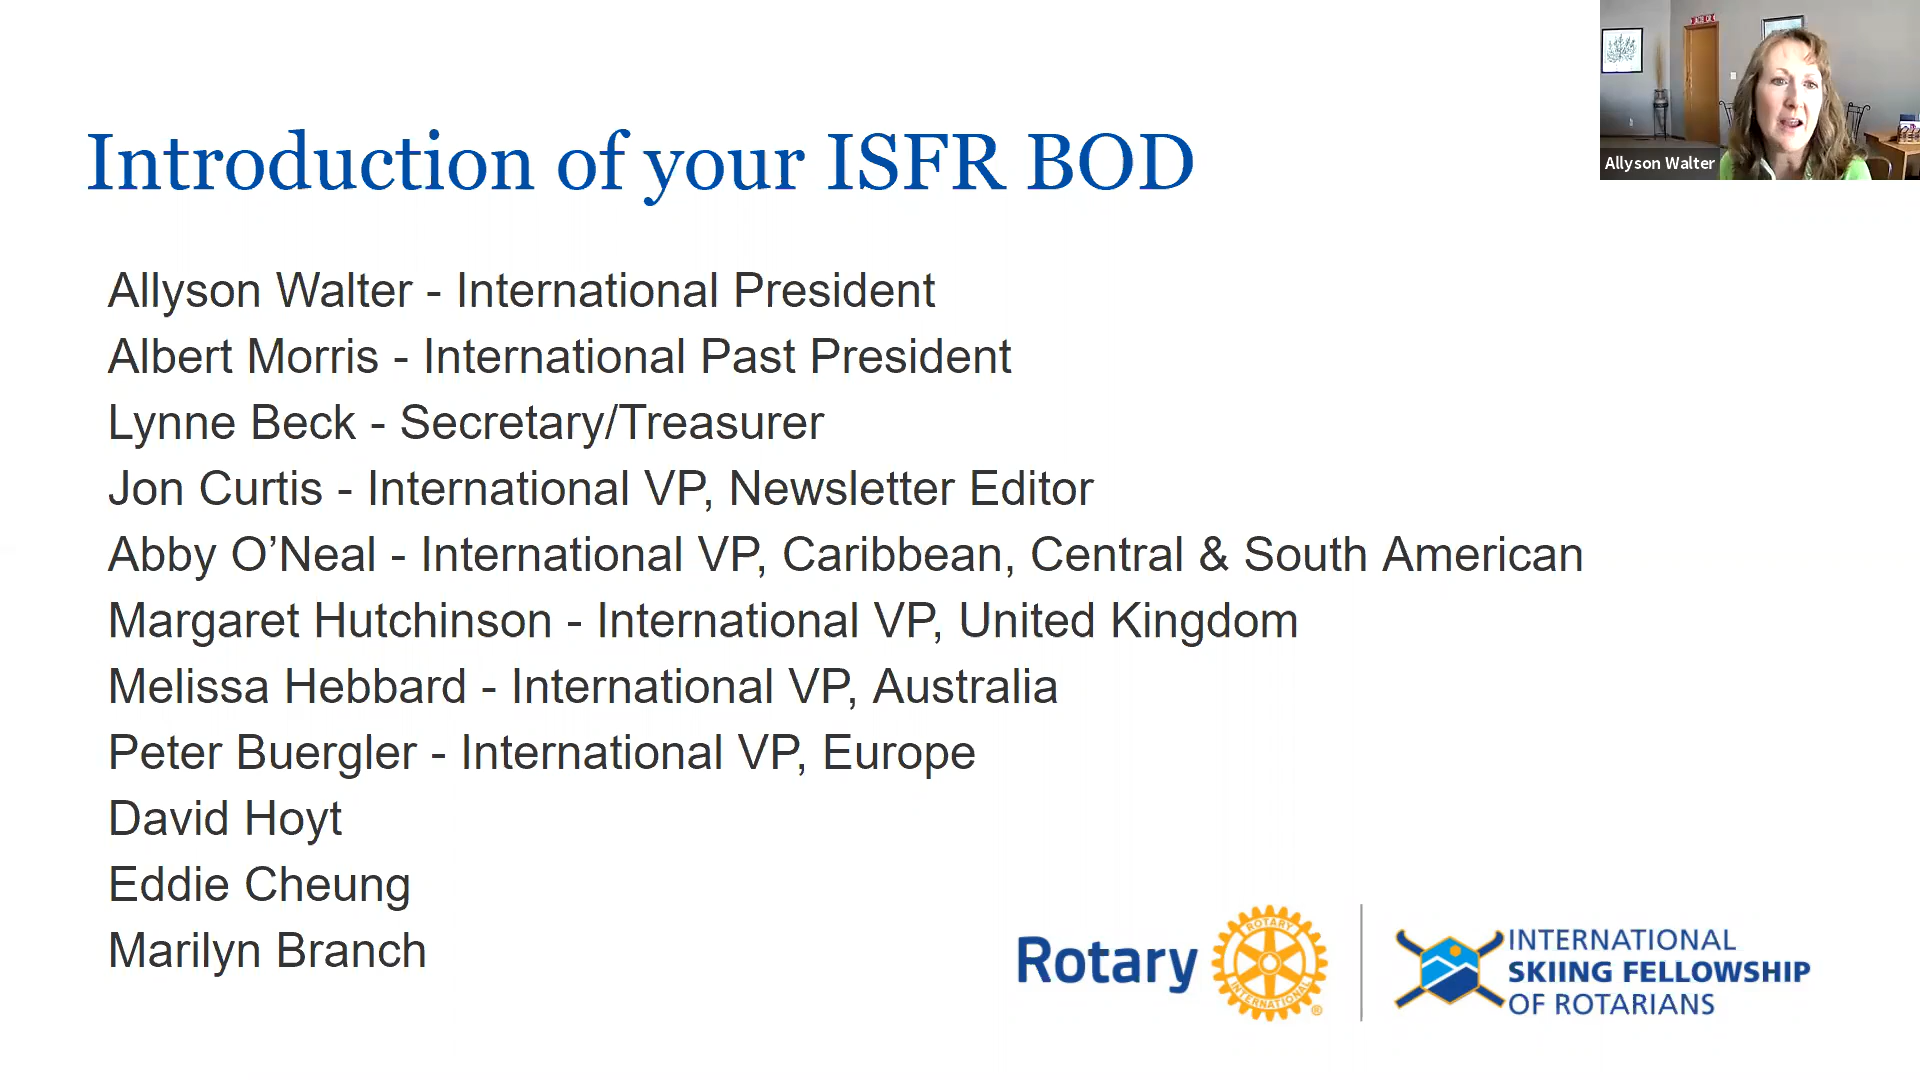 Introduction of your ISFR BOD
Allyson Walter
Allyson Walter - International President
Albert Morris - International Past President
Lynne Beck - Secretary/Treasurer
Jon Curtis - International VP, Newsletter Editor
Abby O’Neal - International VP, Caribbean, Central & South American
Margaret Hutchinson - International VP, United Kingdom
Melissa Hebbard - International VP, Australia
Peter Buergler - International VP, Europe
David Hoyt
Eddie Cheung
Marilyn Branch
Rotary
ROTARY
INTERNATIONAL
®
INTERNATIONAL
SKIING FELLOWSHIP
OF ROTARIANS